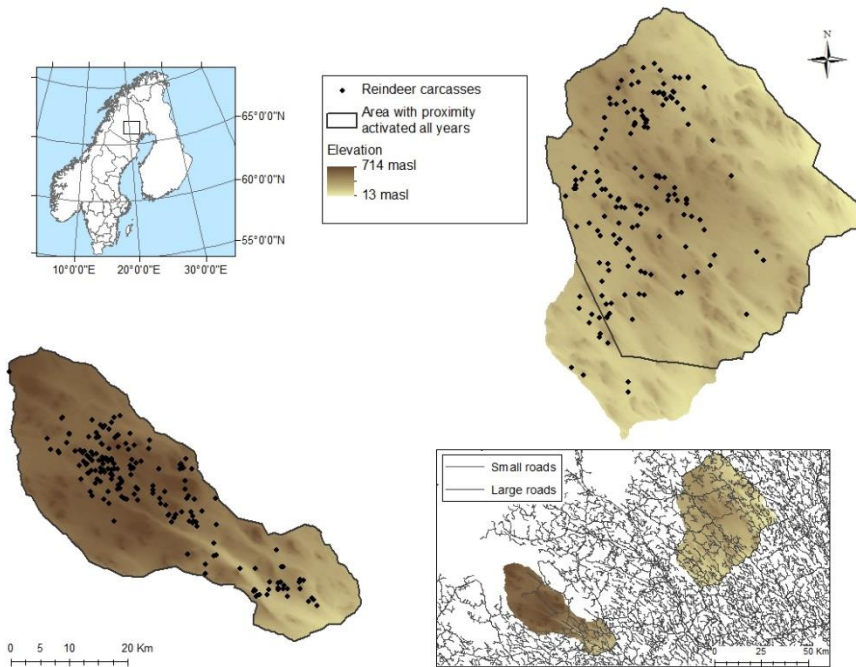 N
65°0'0"N
60°0'0"N
55°0'0"N
10°0'0"E 20°0'0"E 30°0'0"E
Reindeer carcasses
Area with proximity
activated all years
Elevation
714 masl
13 masl
Small roads
Large roads
0 5 10 20 Km
0 25 50 Km